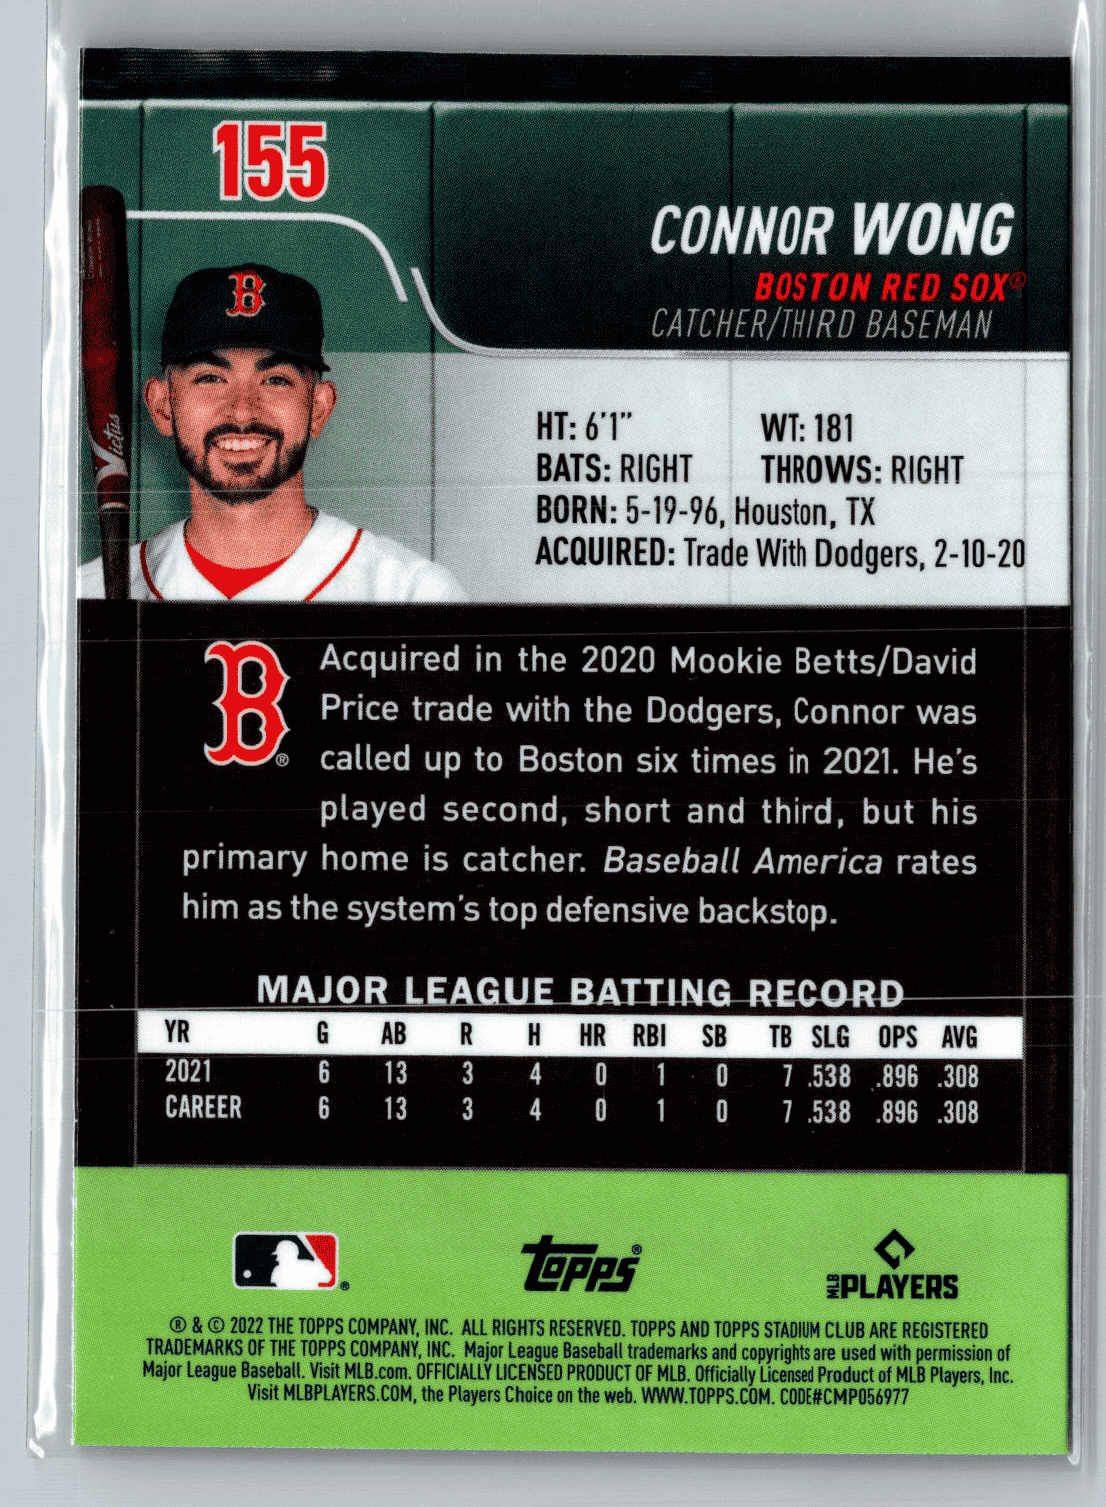 155
CONNOR WONG
BOSTON RED SOX®
CATCHER/THIRD BASEMAN
B
Victus
HT: 6'1" WT: 181
BATS: RIGHT THROWS: RIGHT
BORN: 5-19-96, Houston, TX
ACQUIRED: Trade With Dodgers, 2-10-20
B®
Acquired in the 2020 Mookie Betts/David
Price trade with the Dodgers, Connor was
called up to Boston six times in 2021. He's
played second, short and third, but his
primary home is catcher. Baseball America rates
him as the system's top defensive backstop.
MAJOR LEAGUE BATTING RECORD
YR G AB R H HR RBI SB TB SLG OPS AVG
2021 6 13 3 4 0 1 0 7 .538 .896 .308
CAREER 6 13 3 4 0 1 0 7 .538 .896 .308
®
Topps®
MLB PLAYERS
® & © 2022 THE TOPPS COMPANY, INC. ALL RIGHTS RESERVED. TOPPS AND TOPPS STADIUM CLUB ARE REGISTERED
TRADEMARKS OF THE TOPPS COMPANY, INC. Major League Baseball trademarks and copyrights are used with permission of
Major League Baseball. Visit MLB.com. OFFICIALLY LICENSED PRODUCT OF MLB. Officially Licensed Product of MLB Players, Inc.
Visit MLBPLAYERS.COM, the Players Choice on the web. WWW.TOPPS.COM. CODE#CMP056977